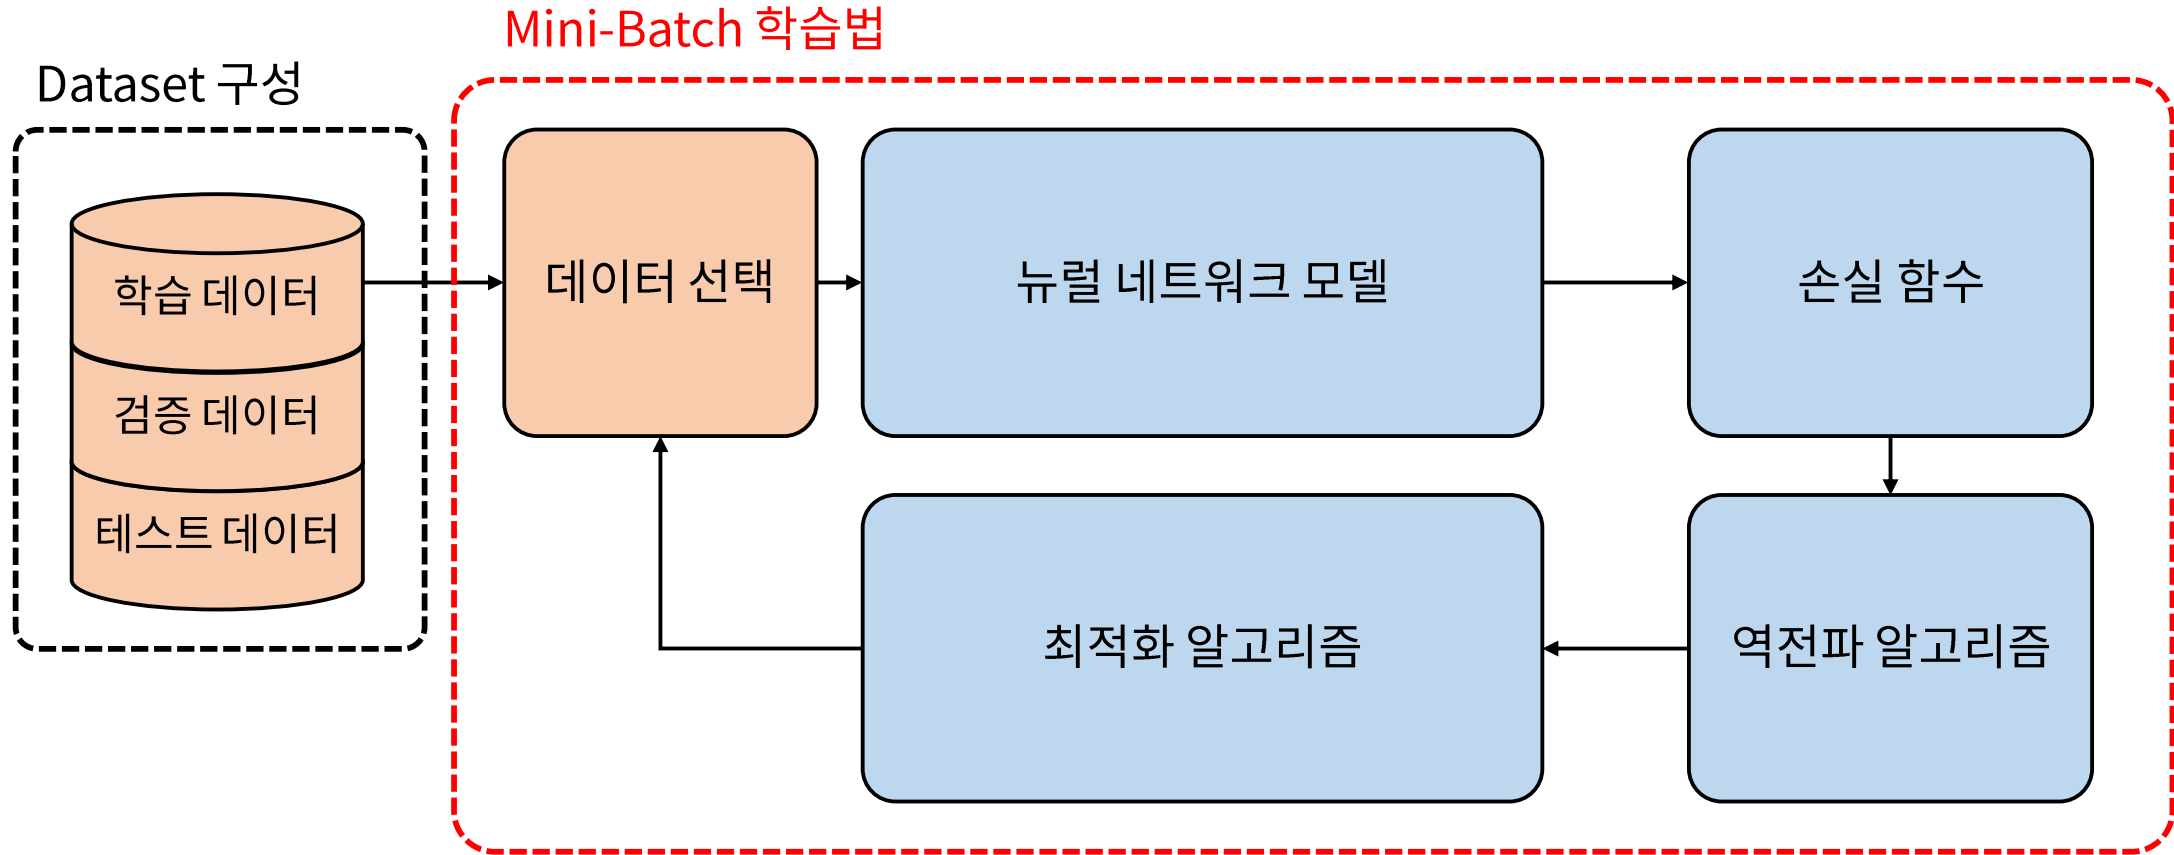 Mini-Batch 학습법
Dataset 구성
학습 데이터
검증 데이터
테스트 데이터
데이터 선택
뉴럴 네트워크 모델
손실 함수
역전파 알고리즘
최적화 알고리즘